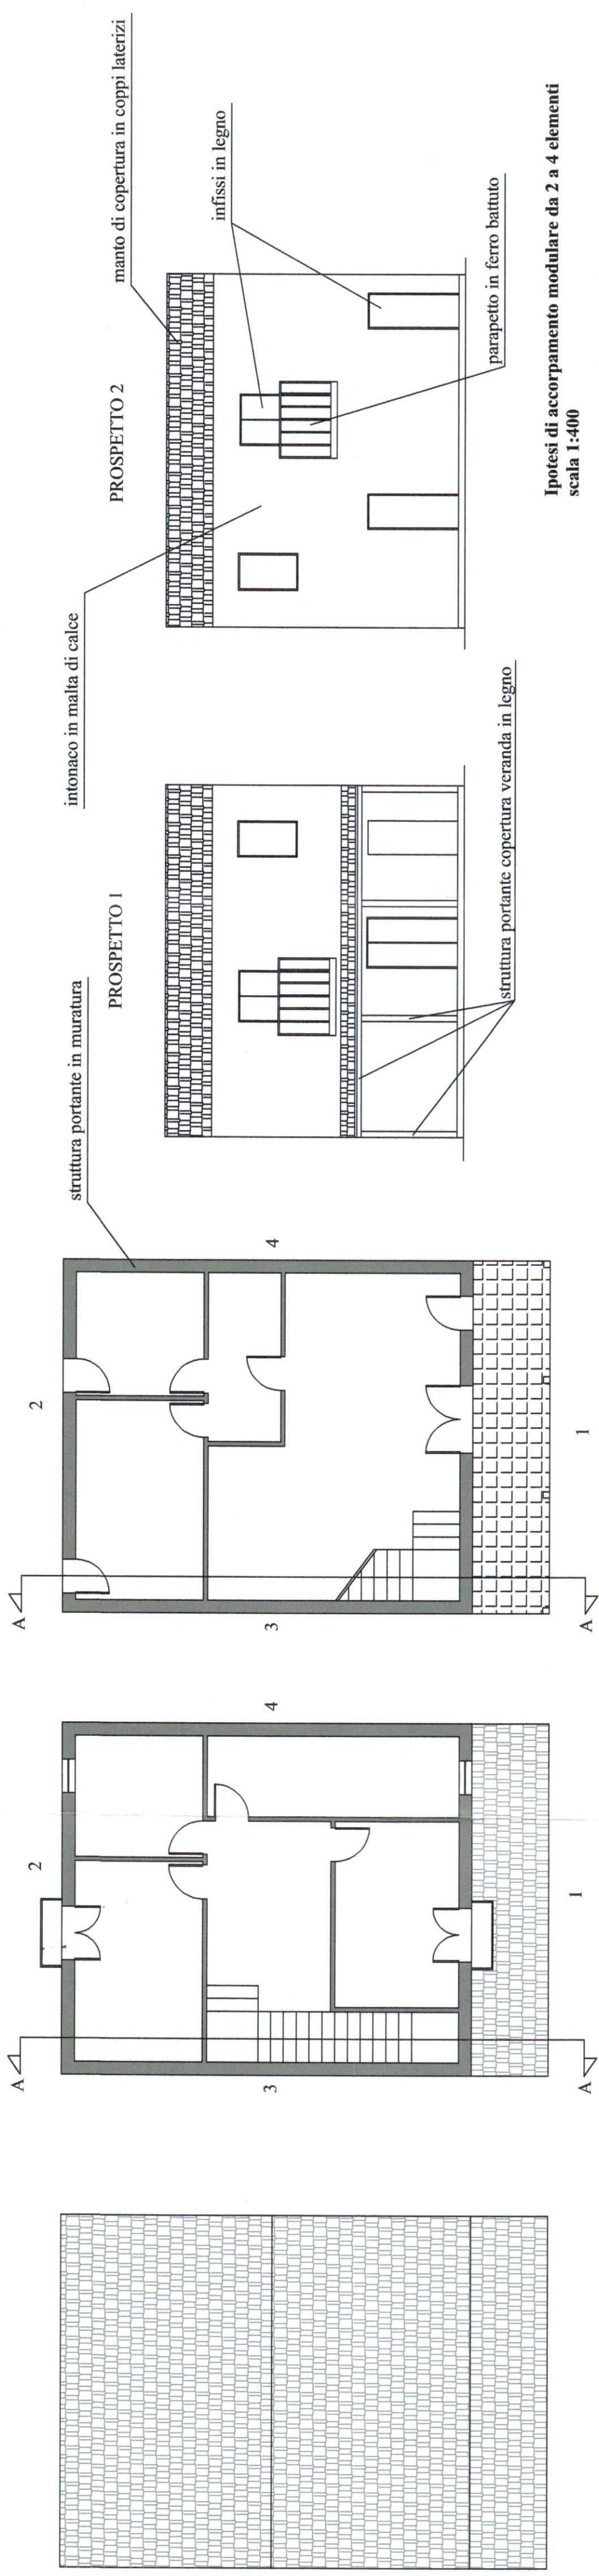 manto di copertura in coppi laterizi
infissi in legno
parapetto in ferro battuto
PROSPETTO 2
intonaco in malta di calce
Ipotesi di accorpamento modulare da 2 a 4 elementi
scala 1:400
PROSPETTO 1
struttura portante copertura veranda in legno
struttura portante in muratura
4
2
1
3
A
A
4
2
1
3
A
A